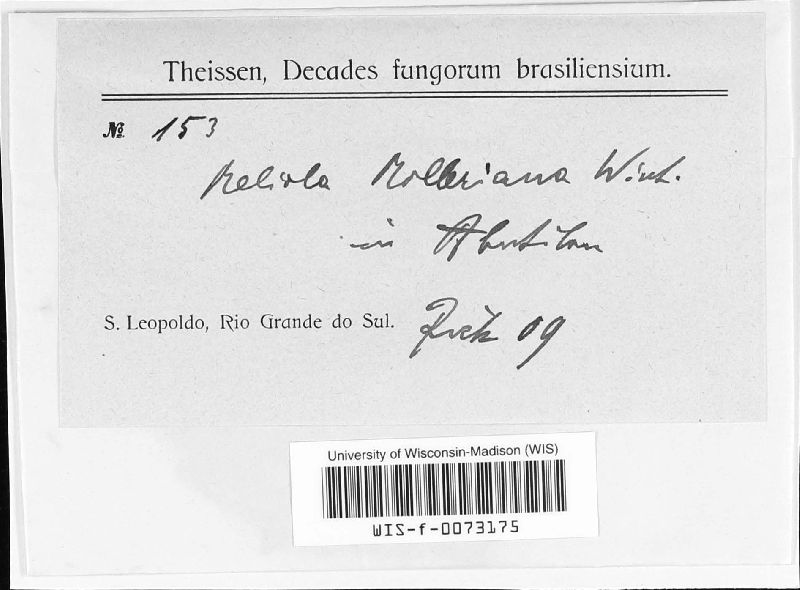 Theissen, Decades fungorum brasiliensium.
№ 153
Meliola Molleriana Wint.
in Abutilon
S. Leopoldo, Rio Grande do Sul. Rick 09
University of Wisconsin-Madison (WIS)
WIS-f-0073175